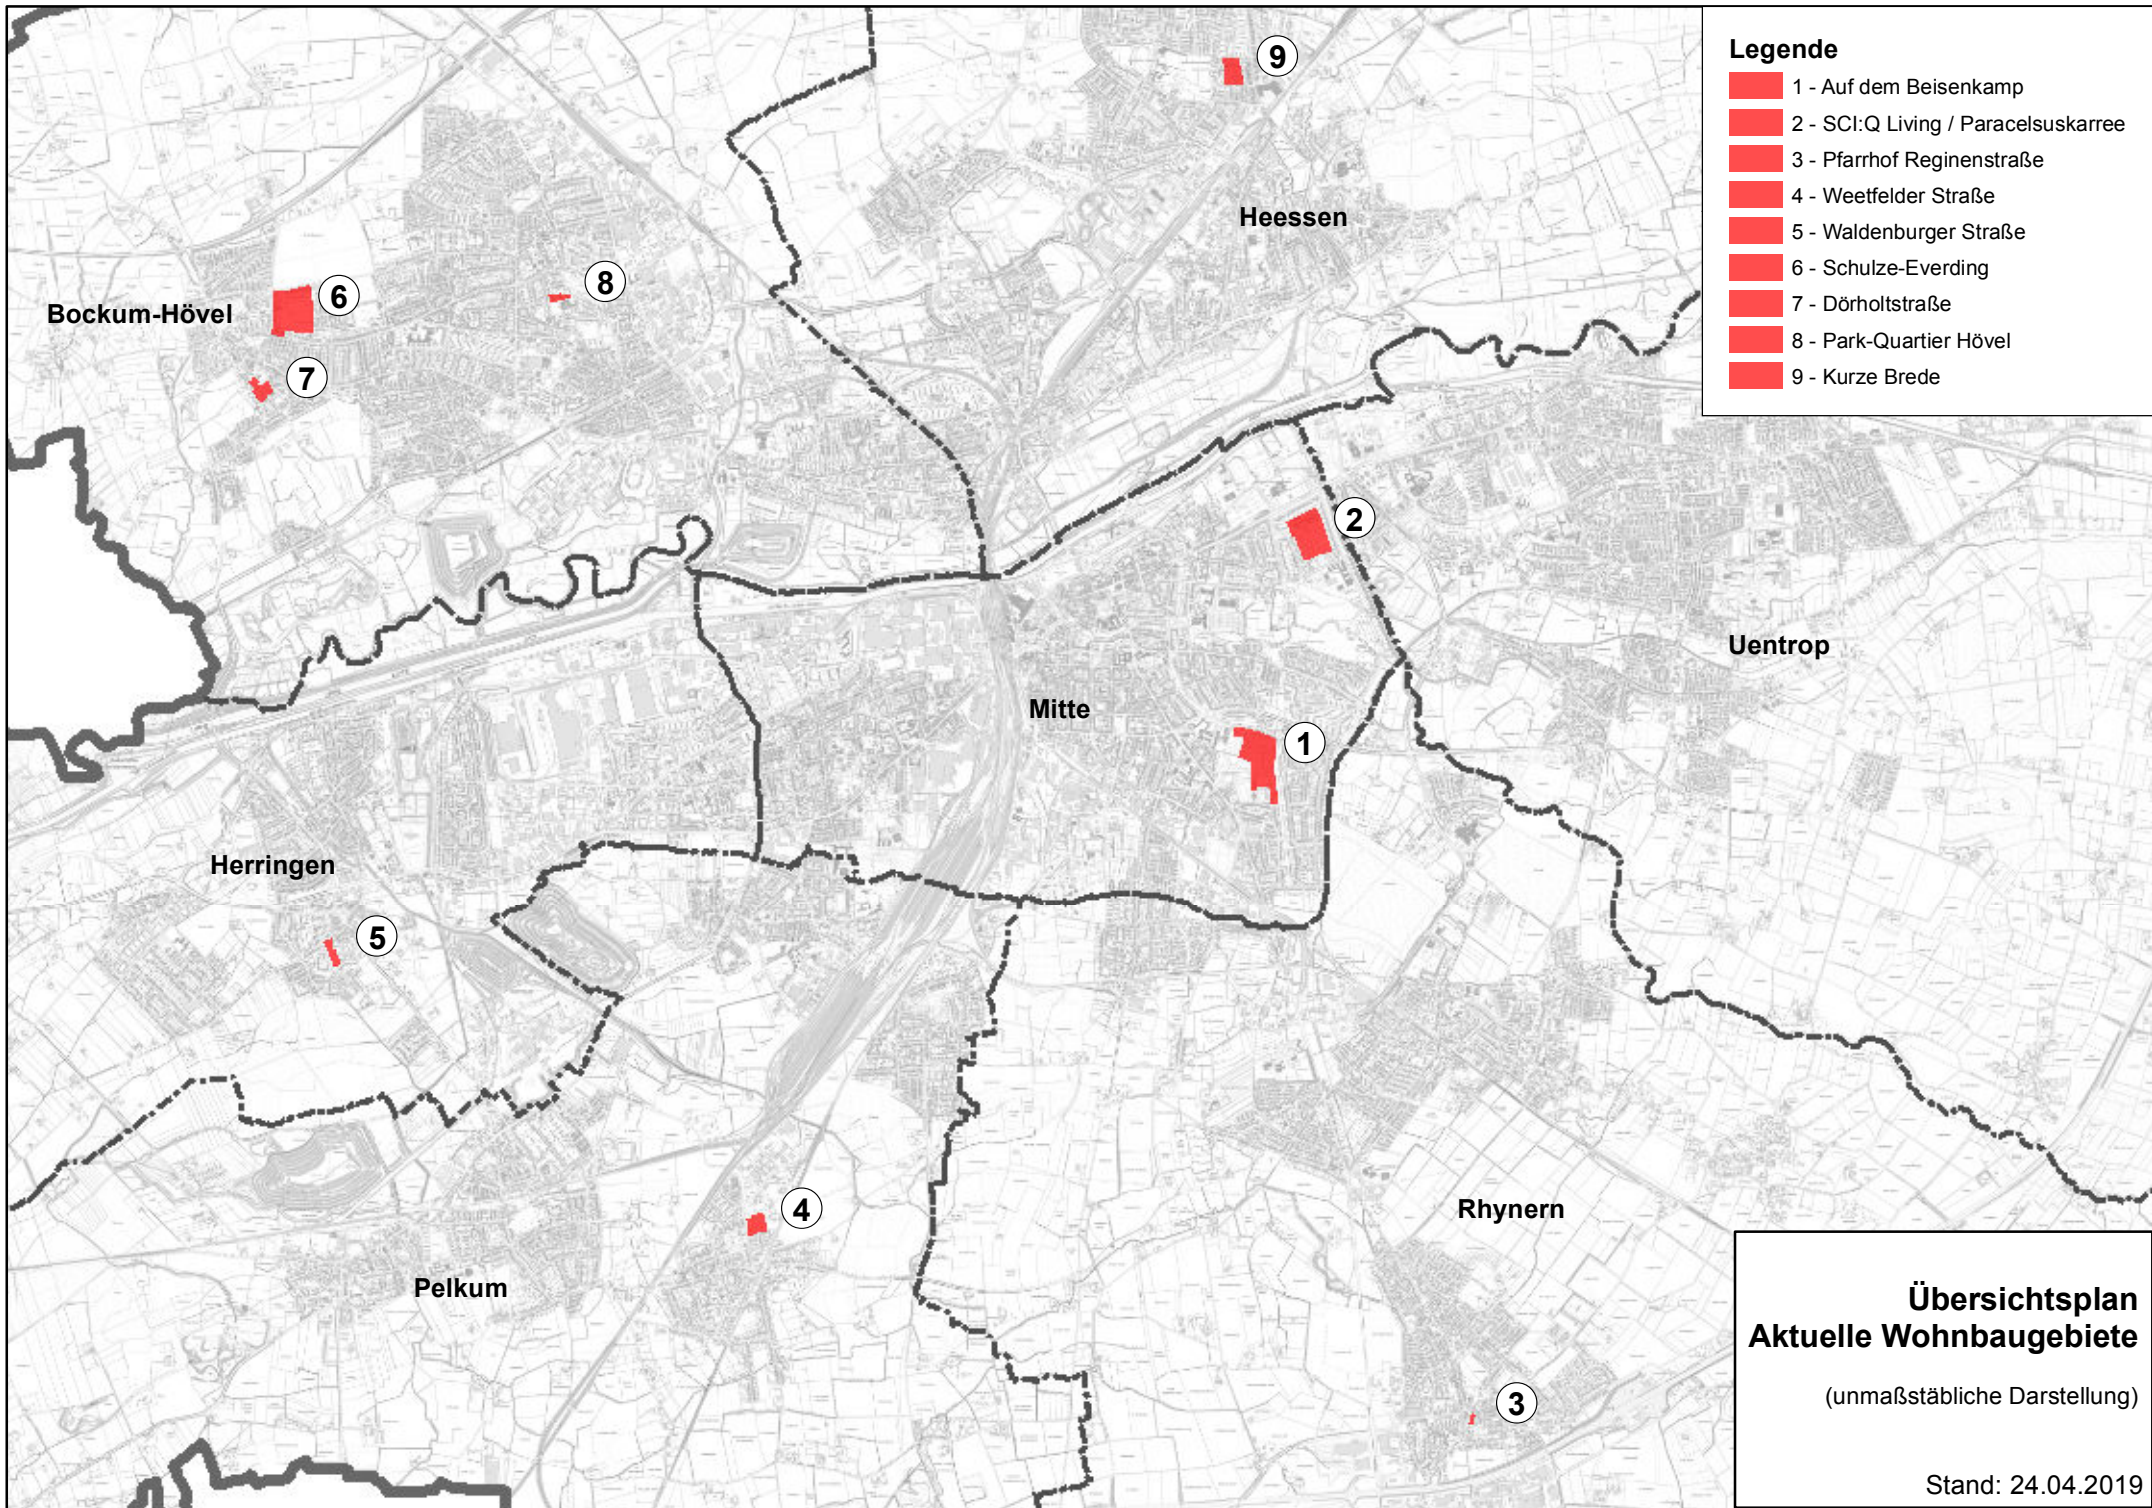 Legende
1 - Auf dem Beisenkamp
2 - SCI:Q Living / Paracelsuskarree
3 - Pfarrhof Reginenstraße
4 - Weetfelder Straße
5 - Waldenburger Straße
6 - Schulze-Everding
7 - Dörholtstraße
8 - Park-Quartier Hövel
9 - Kurze Brede
9
Heessen
8
6
Bockum-Hövel
7
2
Uentrop
Mitte
1
Herringen
5
4
Rhynern
Pelkum
3
Übersichtsplan
Aktuelle Wohnbaugebiete
(unmaßstäbliche Darstellung)
Stand: 24.04.2019